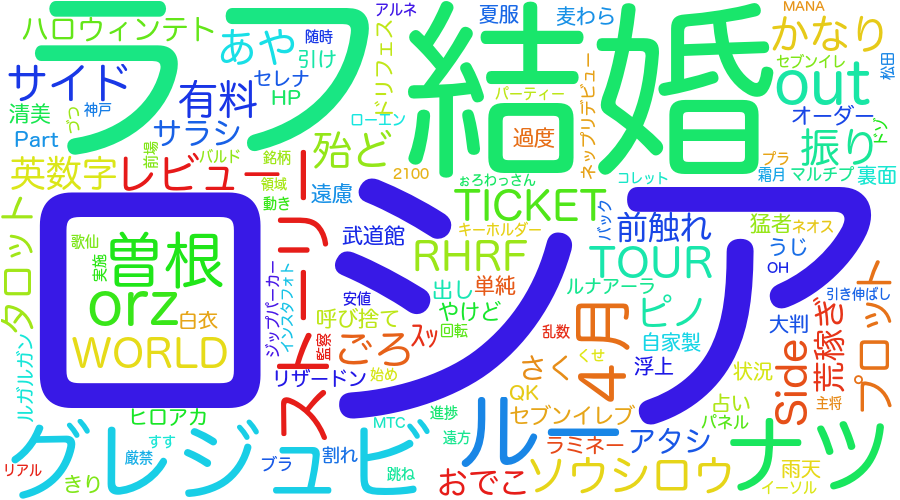 ラフ
結婚
ロシア
ハロウィンテト
アルネ
夏服
麦わら
MANA
かなり
あや
随時
引け
ドリフェス
セブンイレ
松田
サイド
有料
セレナ
HP
パーティー
ネップリデビュー
out
清美
ゴラ
神戸
オーダー
Part
サラシ
ローエン
過度
振り
ドソ
前場
バルド
銘柄
殆ど
プラ
英数字
レビュー
領域
遠慮
2100
コレット
霜月
マルチプ
裏面
動き
ぉろわっさん
TICKET
バック
前触れ
猛者
ネオス
タロット
歌仙
曽根
実施
ストーリー
武道館
キーホルダー
RHRF
TOUR
うじ
OH
orz
ジップパーカー
インスタフォト
安値
出し
単純
ルナアーラ
引き伸ばし
プロット
白衣
呼び捨て
やけど
4月
ピノ
大判
荒稼ぎ
WORLD
監察
ごろ
回転
スッ
乱数
自家製
Side
ルガルガン
リザードン
始め
さく
くせ
浮上
状況
主将
ヒロアカ
QK
セブンイレブ
占い
パネル
MTC
進捗
グレジュビルーナツ
すす
遠方
ラミネー
アタシ
リアル
厳禁
ブラ
割れ
跳ね
おでこ
ソウシロウ
雨天
きり
イーソル